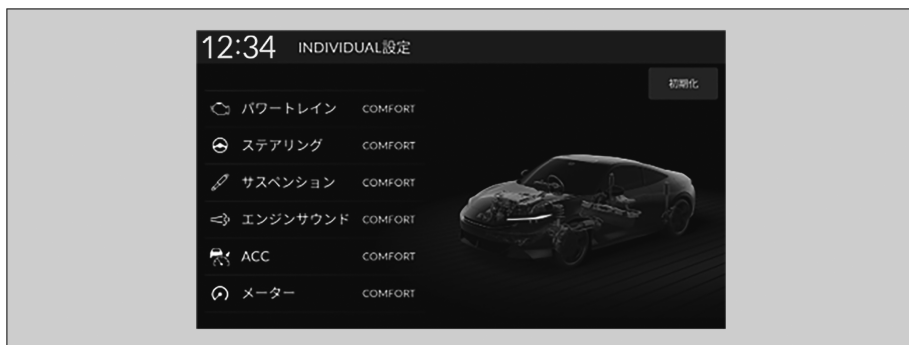 12:34 INDIVIDUAL設定
初期化
パワートレイン COMFORT
ステアリング COMFORT
サスペンション COMFORT
エンジンサウンド COMFORT
ACC COMFORT
メーター COMFORT